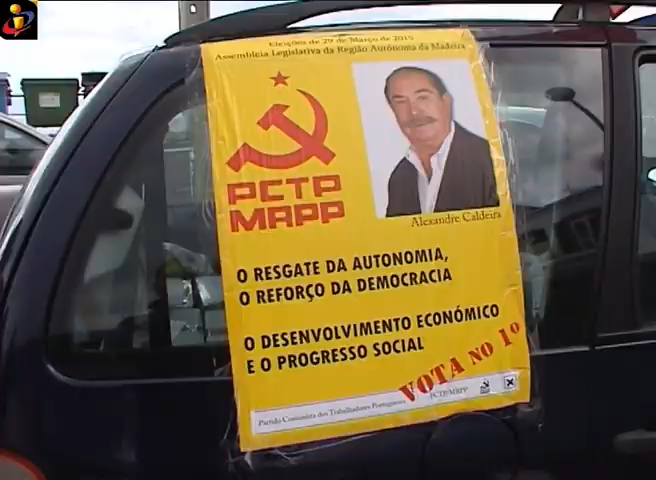 Eleições de 29 de Março de 2015
Assembleia Legislativa da Região Autónoma da Madeira
PCTP
MRPP
Alexandre Caldeira
O RESGATE DA AUTONOMIA,
O REFORÇO DA DEMOCRACIA
O DESENVOLVIMENTO ECONÓMICO
E O PROGRESSO SOCIAL
VOTA NO 1º
Partido Comunista dos Trabalhadores Portugueses
PCTP/MRPP